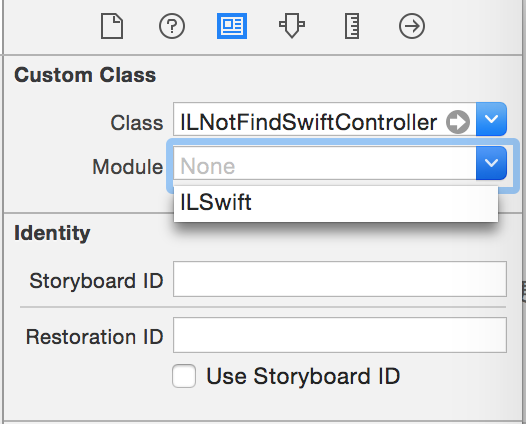 Custom Class
Class ILNotFindSwiftController
Module None
ILSwift
Identity
Storyboard ID
Restoration ID
Use Storyboard ID